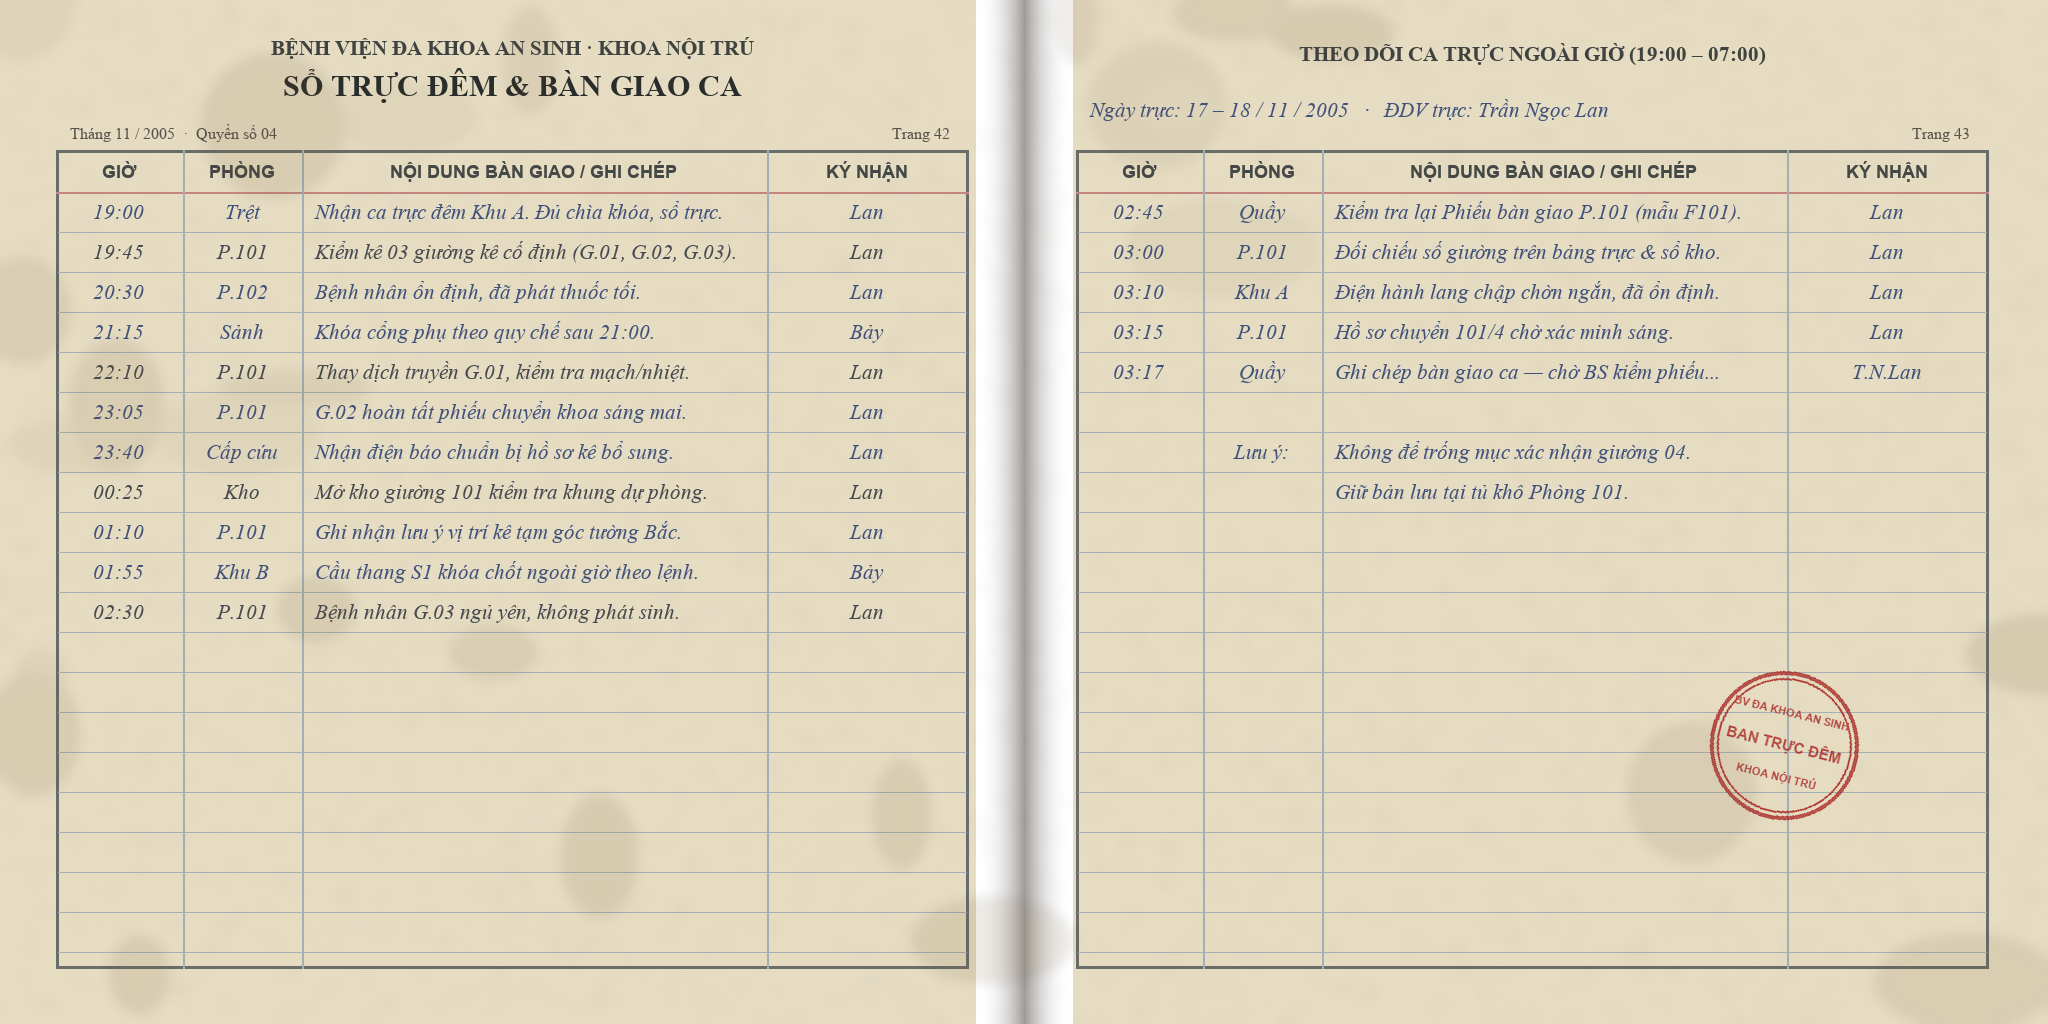 BỆNH VIỆN ĐA KHOA AN SINH · KHOA NỘI TRÚ
SỔ TRỰC ĐÊM & BÀN GIAO CA
Tháng 11 / 2005 · Quyển số 04
Trang 42
GIỜ PHÒNG NỘI DUNG BÀN GIAO / GHI CHÉP KÝ NHẬN
19:00 Trệt Nhận ca trực đêm Khu A. Đủ chìa khóa, sổ trực. Lan
19:45 P.101 Kiểm kê 03 giường kê cố định (G.01, G.02, G.03). Lan
20:30 P.102 Bệnh nhân ổn định, đã phát thuốc tối. Lan
21:15 Sảnh Khóa cổng phụ theo quy chế sau 21:00. Bảy
22:10 P.101 Thay dịch truyền G.01, kiểm tra mạch/nhiệt. Lan
23:05 P.101 G.02 hoàn tất phiếu chuyển khoa sáng mai. Lan
23:40 Cấp cứu Nhận điện báo chuẩn bị hồ sơ kê bổ sung. Lan
00:25 Kho Mở kho giường 101 kiểm tra khung dự phòng. Lan
01:10 P.101 Ghi nhận lưu ý vị trí kê tạm góc tường Bắc. Lan
01:55 Khu B Cầu thang S1 khóa chốt ngoài giờ theo lệnh. Bảy
02:30 P.101 Bệnh nhân G.03 ngủ yên, không phát sinh. Lan
THEO DÕI CA TRỰC NGOÀI GIỜ (19:00 – 07:00)
Ngày trực: 17 – 18 / 11 / 2005 · ĐDV trực: Trần Ngọc Lan
Trang 43
GIỜ PHÒNG NỘI DUNG BÀN GIAO / GHI CHÉP KÝ NHẬN
02:45 Quầy Kiểm tra lại Phiếu bàn giao P.101 (mẫu F101). Lan
03:00 P.101 Đối chiếu số giường trên bảng trực & sổ kho. Lan
03:10 Khu A Điện hành lang chập chờn ngắn, đã ổn định. Lan
03:15 P.101 Hồ sơ chuyển 101/4 chờ xác minh sáng. Lan
03:17 Quầy Ghi chép bàn giao ca — chờ BS kiểm phiếu... T.N.Lan
Lưu ý: Không để trống mục xác nhận giường 04.
Giữ bản lưu tại tủ khô Phòng 101.
BV ĐA KHOA AN SINH
BAN TRỰC ĐÊM
KHOA NỘI TRÚ